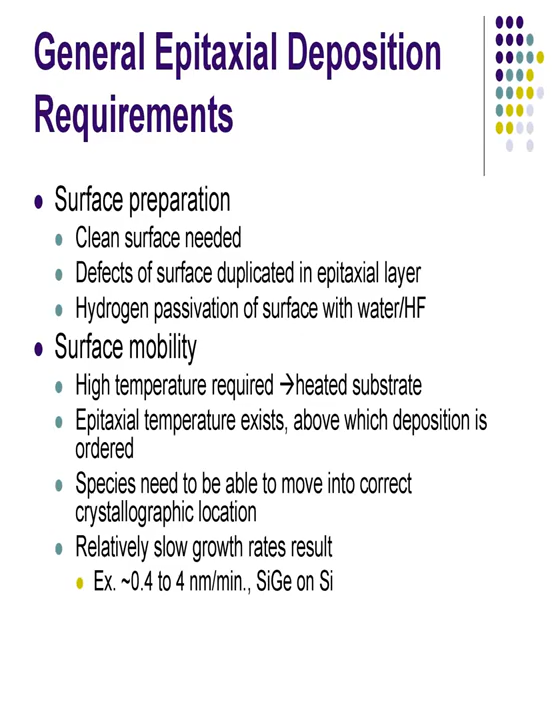 General Epitaxial Deposition
Requirements
● Surface preparation
● Clean surface needed
● Defects of surface duplicated in epitaxial layer
● Hydrogen passivation of surface with water/HF
● Surface mobility
● High temperature required →heated substrate
● Epitaxial temperature exists, above which deposition is
ordered
● Species need to be able to move into correct
crystallographic location
● Relatively slow growth rates result
● Ex. ~0.4 to 4 nm/min., SiGe on Si